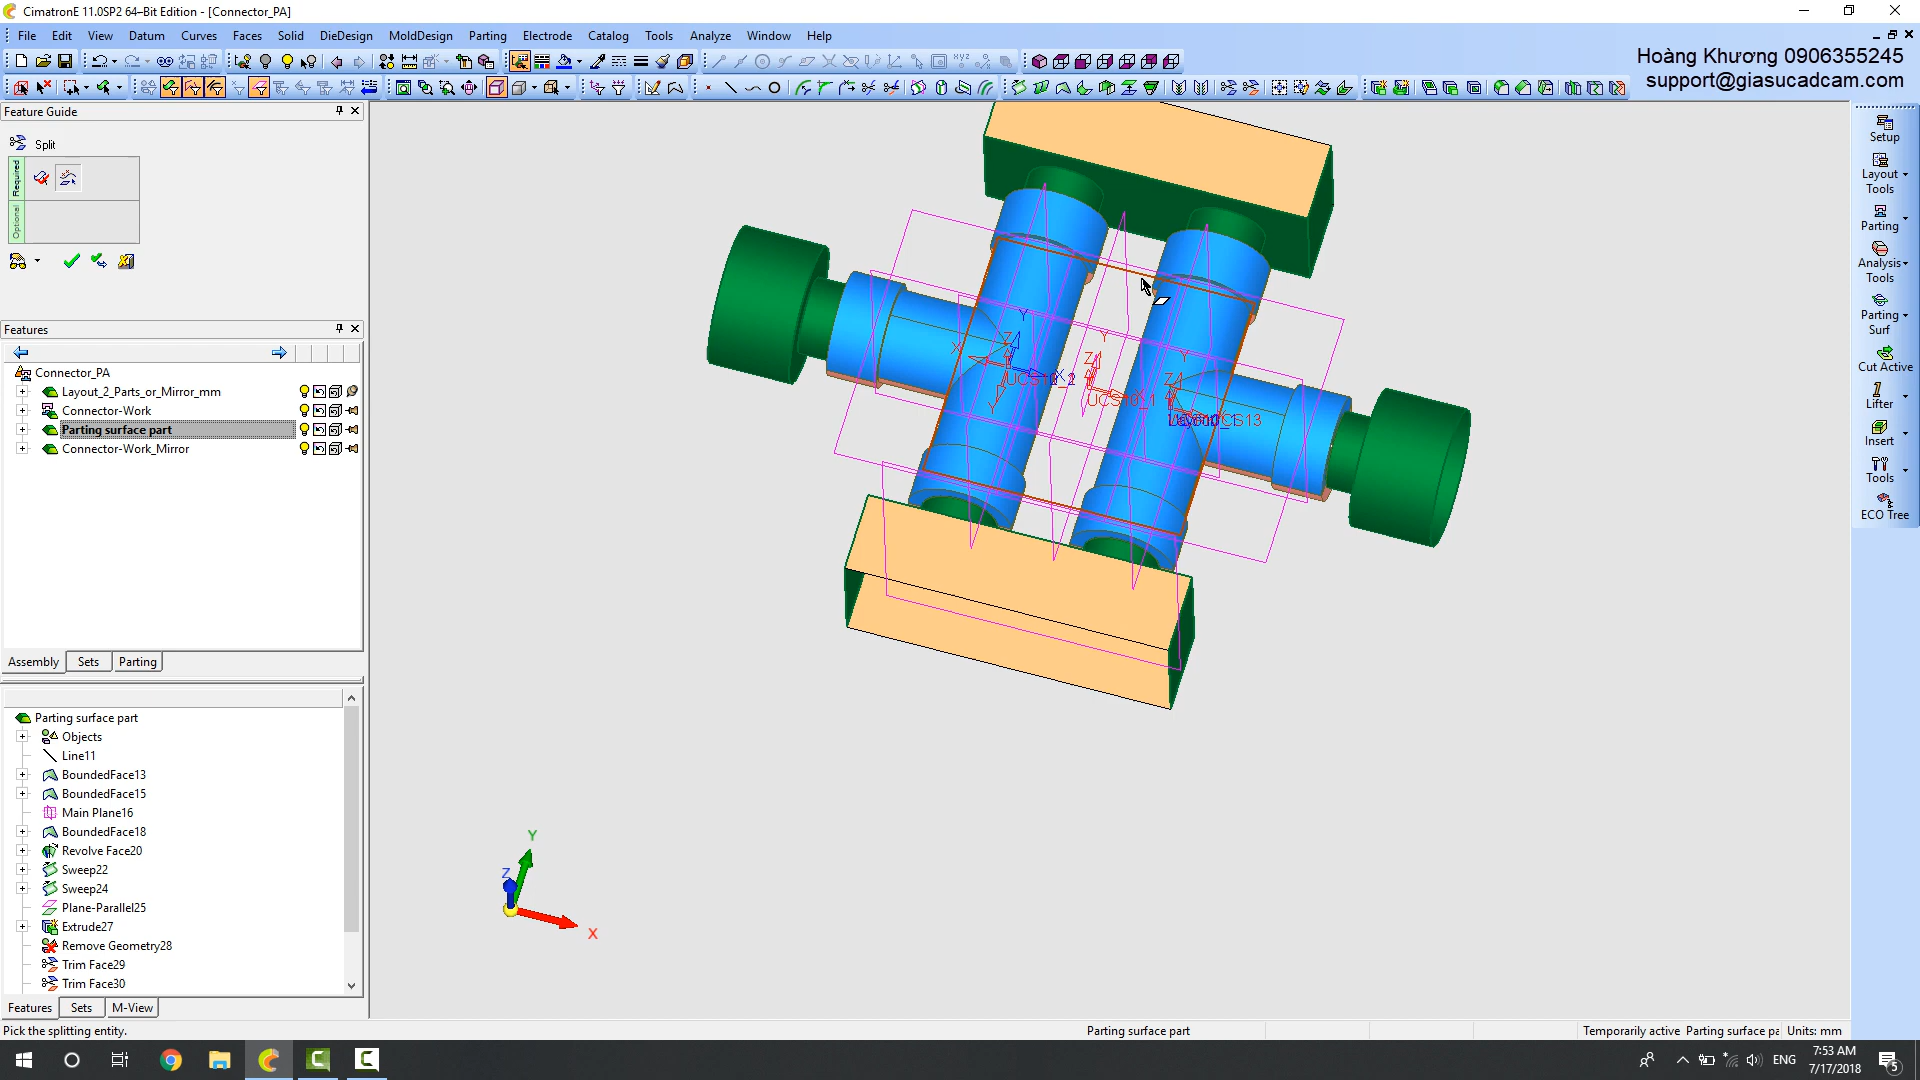 CimatronE 11.0SP2 64–Bit Edition - [Connector_PA]
File Edit View Datum Curves Faces Solid DieDesign MoldDesign Parting Electrode Catalog Tools Analyze Window Help
Hoàng Khương 0906355245
support@giasucadcam.com
Feature Guide
Split
Required
Optional
Features
Connector_PA
Layout_2_Parts_or_Mirror_mm
Connector-Work
Parting surface part
Connector-Work_Mirror
Assembly Sets Parting
Parting surface part
Objects
Line11
BoundedFace13
BoundedFace15
Main Plane16
BoundedFace18
Revolve Face20
Sweep22
Sweep24
Plane-Parallel25
Extrude27
Remove Geometry28
Trim Face29
Trim Face30
Features Sets M-View
Setup
Layout
Tools
Parting
Analysis
Tools
Parting
Surf
Cut Active
Lifter
Insert
Tools
ECO Tree
UCS10_1
Y
Z
X
Pick the splitting entity.
Parting surface part
Temporarily active Parting surface pa
Units: mm
ENG
7:53 AM
7/17/2018
5